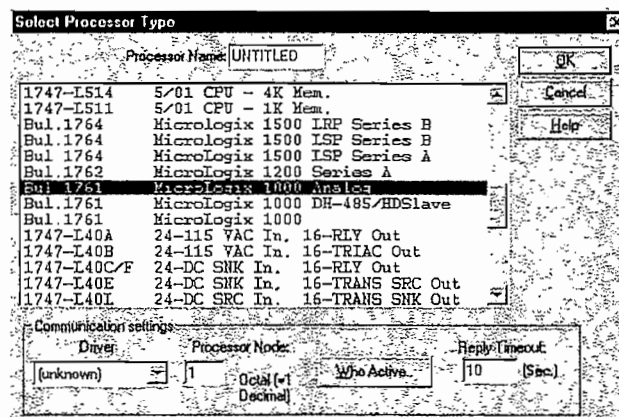 Select Processor Type
Processor Name: UNTITLED
OK
Cancel
Help
1747-L514 5/01 CPU - 4K Mem.
1747-L511 5/01 CPU - 1K Mem.
Bul.1764 Micrologix 1500 LRP Series B
Bul.1764 Micrologix 1500 LSP Series B
Bul.1764 Micrologix 1500 LSP Series A
Bul.1762 Micrologix 1200 Series A
Bul.1761 MicroLogix 1000 Analog
Bul.1761 MicroLogix 1000 DH-485/HDSlave
Bul.1761 MicroLogix 1000
1747-L40A 24-115 VAC In, 16-RLY Out
1747-L40B 24-115 VAC In, 16-TRIAC Out
1747-L40C/F 24-DC SNK In, 16-RLY Out
1747-L40E 24-DC SNK In, 16-TRANS SRC Out
1747-L40L 24-DC SRC In, 16-TRANS SNK Out
Communication settings
Driver Processor Node: Reply Timeout:
(unknown) 1 Octal (=1 Decimal) Who Active.. 10 (Sec.)